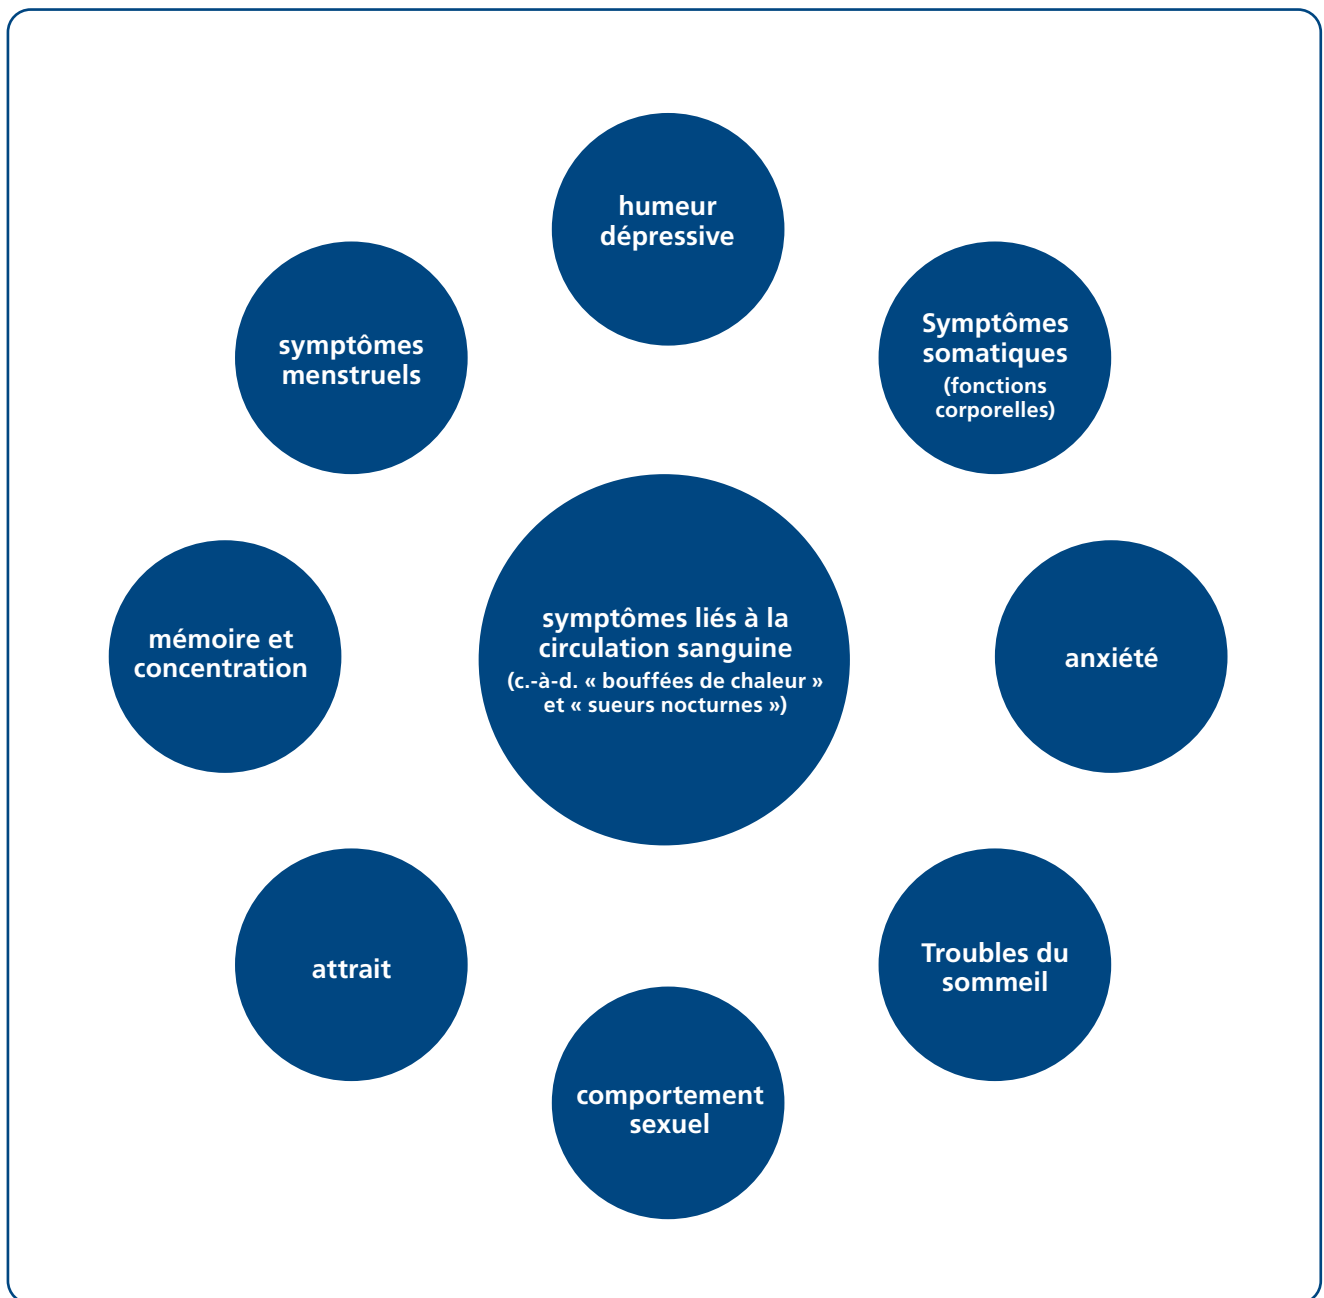 humeur
dépressive
Symptômes
somatiques
(fonctions
corporelles)
symptômes
menstruels
symptômes liés à la
circulation sanguine
(c.-à-d. « bouffées de chaleur »
et « sueurs nocturnes »)
mémoire et
concentration
anxiété
attrait
Troubles du
sommeil
comportement
sexuel